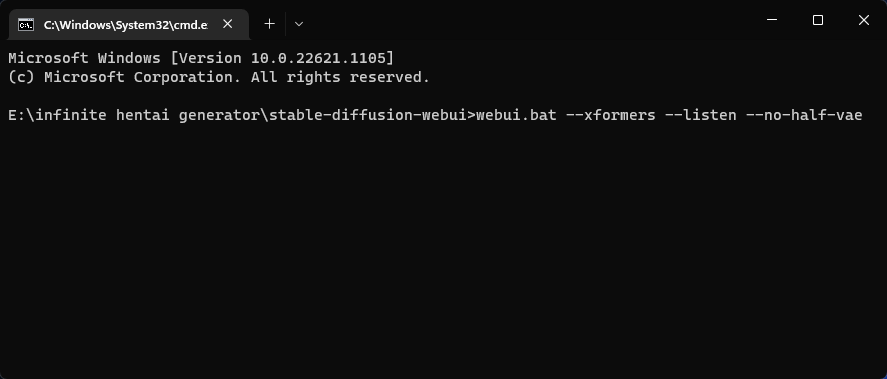 C:\Windows\System32\cmd.e
Microsoft Windows [Version 10.0.22621.1105]
(c) Microsoft Corporation. All rights reserved.
E:\infinite hentai generator\stable-diffusion-webui>webui.bat --xformers --listen --no-half-vae